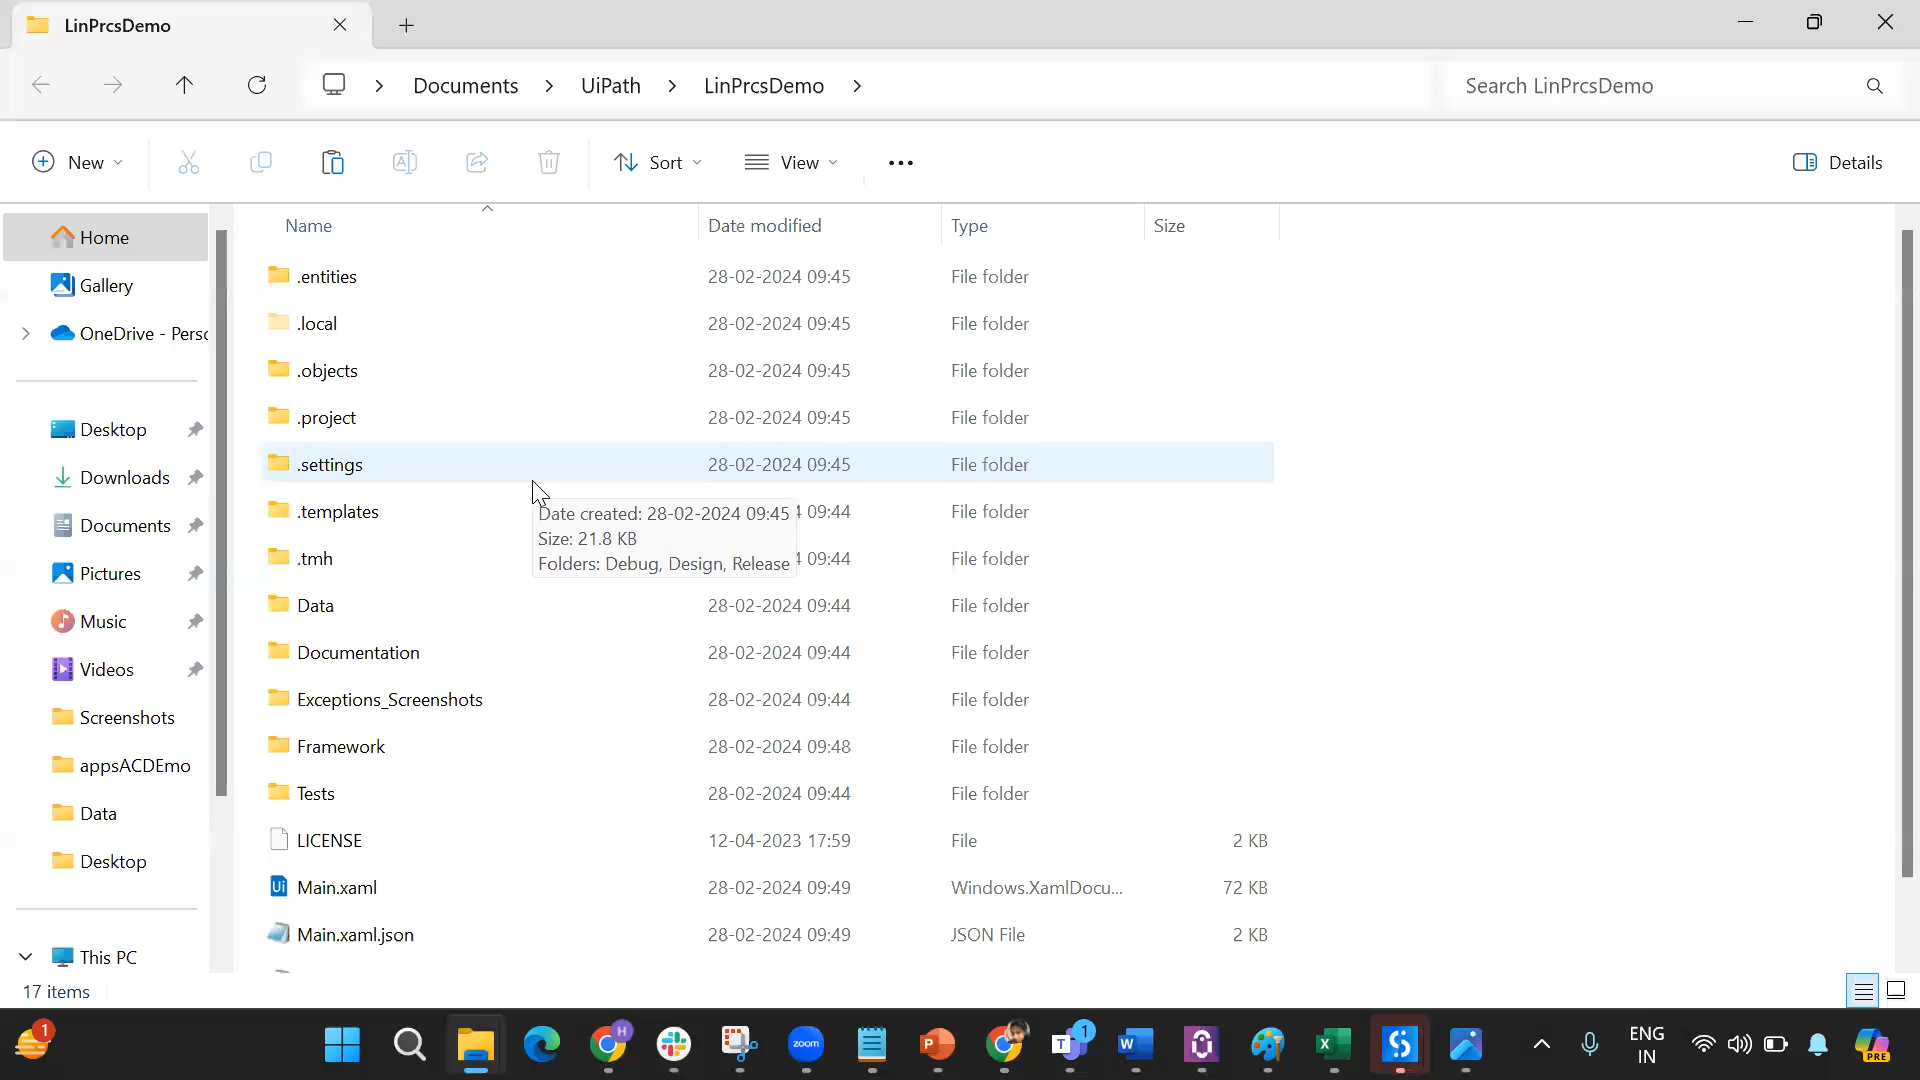 LinPrcsDemo
Documents UiPath LinPrcsDemo
Search LinPrcsDemo
New Sort View Details
Name Date modified Type Size
Home
Gallery
OneDrive - Perso
Desktop
Downloads
Documents
Pictures
Music
Videos
Screenshots
appsACDEmo
Data
Desktop
This PC
.entities 28-02-2024 09:45 File folder
.local 28-02-2024 09:45 File folder
.objects 28-02-2024 09:45 File folder
.project 28-02-2024 09:45 File folder
.settings 28-02-2024 09:45 File folder
.templates 4 09:44 File folder
.tmh 4 09:44 File folder
Date created: 28-02-2024 09:45
Size: 21.8 KB
Folders: Debug, Design, Release
Data 28-02-2024 09:44 File folder
Documentation 28-02-2024 09:44 File folder
Exceptions_Screenshots 28-02-2024 09:44 File folder
Framework 28-02-2024 09:48 File folder
Tests 28-02-2024 09:44 File folder
LICENSE 12-04-2023 17:59 File 2 KB
Main.xaml 28-02-2024 09:49 Windows.XamlDocu... 72 KB
Main.xaml.json 28-02-2024 09:49 JSON File 2 KB
17 items
1 H zoom P T 1 W X ENG
IN PRE